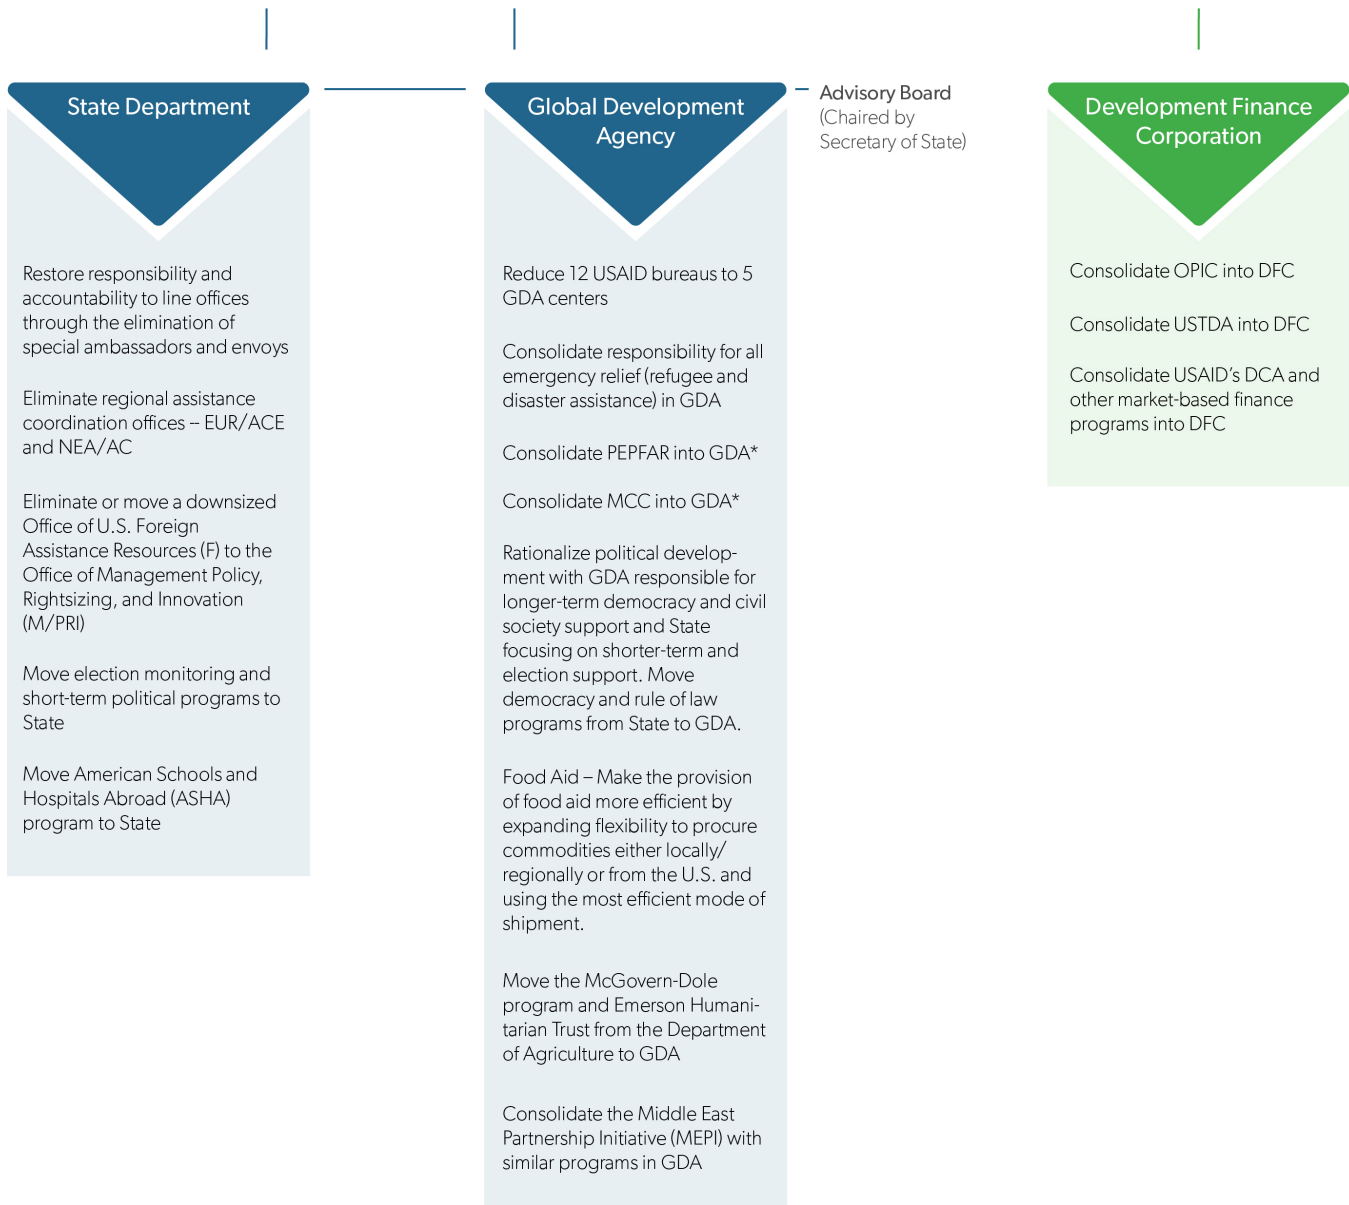 State Department
Restore responsibility and
accountability to line offices
through the elimination of
special ambassadors and envoys
Eliminate regional assistance
coordination offices -- EUR/ACE
and NEA/AC
Eliminate or move a downsized
Office of U.S. Foreign
Assistance Resources (F) to the
Office of Management Policy,
Rightsizing, and Innovation
(M/PRI)
Move election monitoring and
short-term political programs to
State
Move American Schools and
Hospitals Abroad (ASHA)
program to State
Global Development
Agency
Reduce 12 USAID bureaus to 5
GDA centers
Consolidate responsibility for all
emergency relief (refugee and
disaster assistance) in GDA
Consolidate PEPFAR into GDA*
Consolidate MCC into GDA*
Rationalize political develop-
ment with GDA responsible for
longer-term democracy and civil
society support and State
focusing on shorter-term and
election support. Move
democracy and rule of law
programs from State to GDA.
Food Aid – Make the provision
of food aid more efficient by
expanding flexibility to procure
commodities either locally/
regionally or from the U.S. and
using the most efficient mode of
shipment.
Move the McGovern-Dole
program and Emerson Humani-
tarian Trust from the Department
of Agriculture to GDA
Consolidate the Middle East
Partnership Initiative (MEPI) with
similar programs in GDA
Advisory Board
(Chaired by
Secretary of State)
Development Finance
Corporation
Consolidate OPIC into DFC
Consolidate USTDA into DFC
Consolidate USAID's DCA and
other market-based finance
programs into DFC